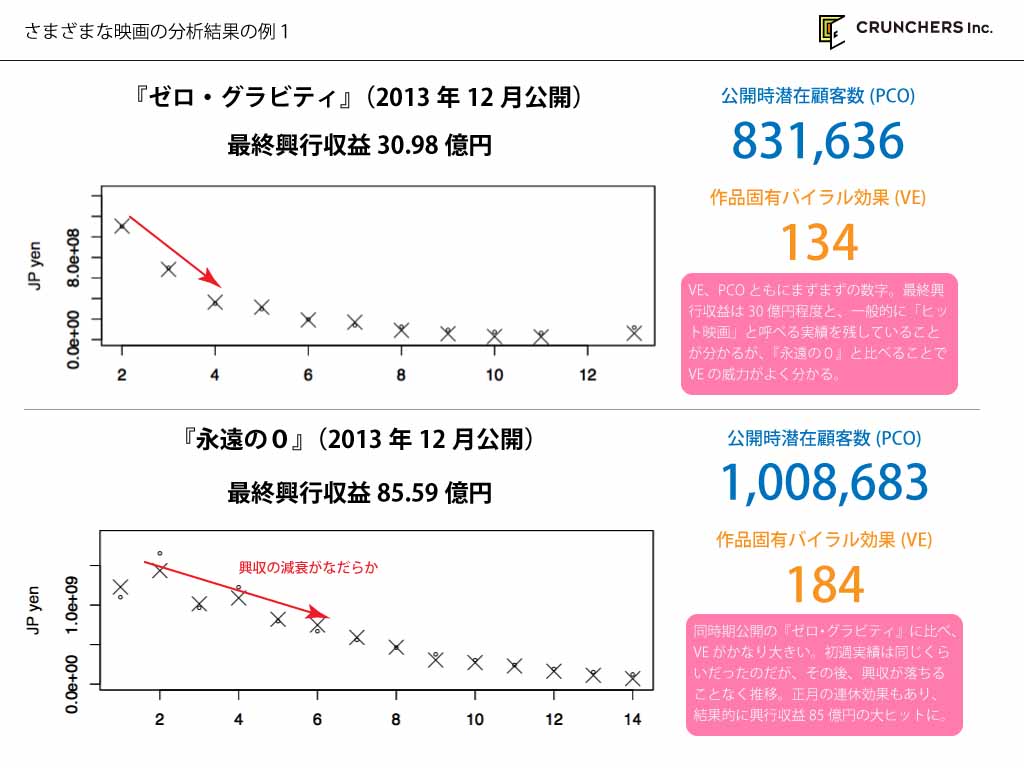 さまざまな映画の分析結果の例 1
CRUNCHERS Inc.
『ゼロ・グラビティ』（2013 年 12 月公開）
最終興行収益 30.98 億円
公開時潜在顧客数 (PCO)
831,636
作品固有バイラル効果 (VE)
134
VE、PCO ともにまずまずの数字。最終興
行収益は 30 億円程度と、一般的に「ヒッ
ト映画」と呼べる実績を残していること
が分かるが、『永遠の０』と比べることで
VE の威力がよく分かる。
JP yen
8.0e+08
0.0e+00
2 4 6 8 10 12
『永遠の０』（2013 年 12 月公開）
最終興行収益 85.59 億円
公開時潜在顧客数 (PCO)
1,008,683
作品固有バイラル効果 (VE)
184
同時期公開の『ゼロ・グラビティ』に比べ、
VE がかなり大きい。初週実績は同じくら
いだったのだが、その後、興収が落ちる
ことなく推移。正月の連休効果もあり、
結果的に興行収益 85 億円の大ヒットに。
興収の減衰がなだらか
JP yen
1.0e+09
0.0e+00
2 4 6 8 10 12 14